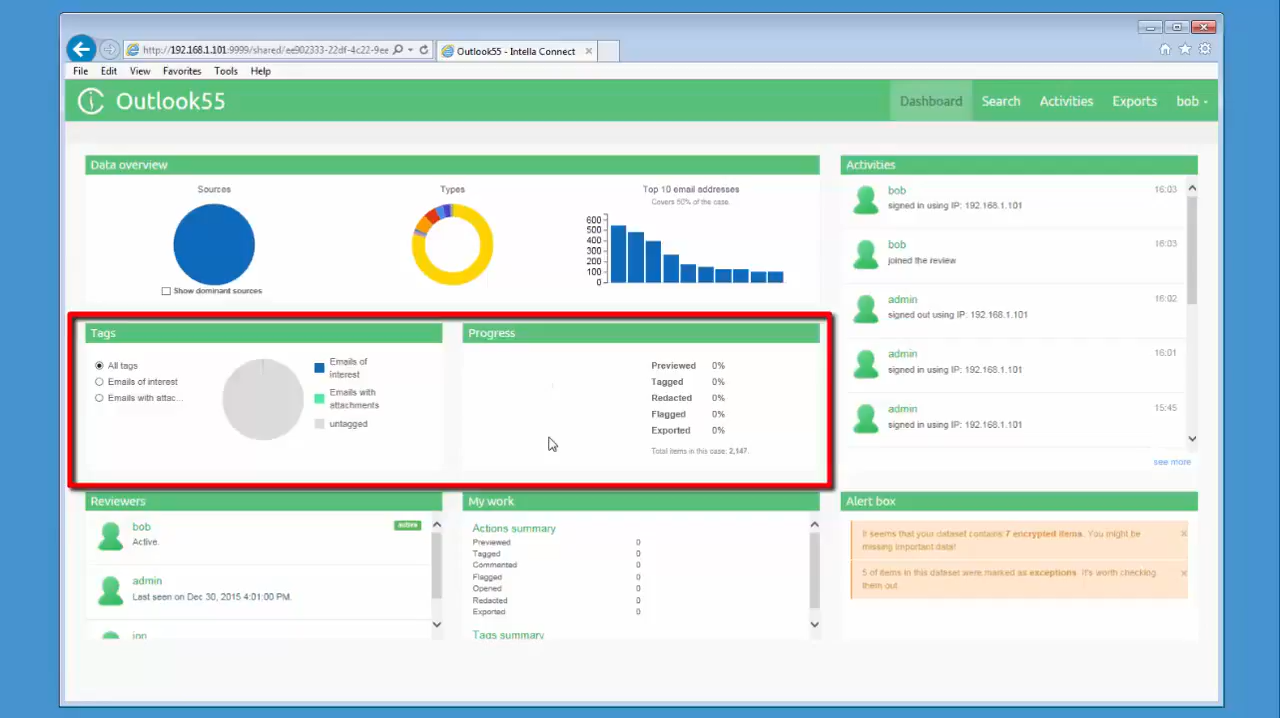 http://192.168.1.101:9999/shared/ee902333-22df-4c22-9ee
Outlook55 - Intella Connect
File Edit View Favorites Tools Help
Outlook55
Dashboard Search Activities Exports bob
Data overview
Sources
Show dominant sources
Types
Top 10 email addresses
Covers 50% of the case.
600
500
400
300
200
100
0
Activities
bob 16:03
signed in using IP: 192.168.1.101
bob 16:03
joined the review
admin 16:02
signed out using IP: 192.168.1.101
admin 16:01
signed in using IP: 192.168.1.101
admin 15:45
signed in using IP: 192.168.1.101
see more
Tags
All tags
Emails of interest
Emails with attac...
Emails of
interest
Emails with
attachments
untagged
Progress
Previewed 0%
Tagged 0%
Redacted 0%
Flagged 0%
Exported 0%
Total items in this case: 2,147.
Reviewers
bob active
Active.
admin
Last seen on Dec 30, 2015 4:01:00 PM.
jon
My work
Actions summary
Previewed 0
Tagged 0
Commented 0
Flagged 0
Opened 0
Redacted 0
Exported 0
Tags summary
Alert box
It seems that your dataset contains 7 encrypted items. You might be
missing important data!
5 of items in this dataset were marked as exceptions. It's worth checking
them out.